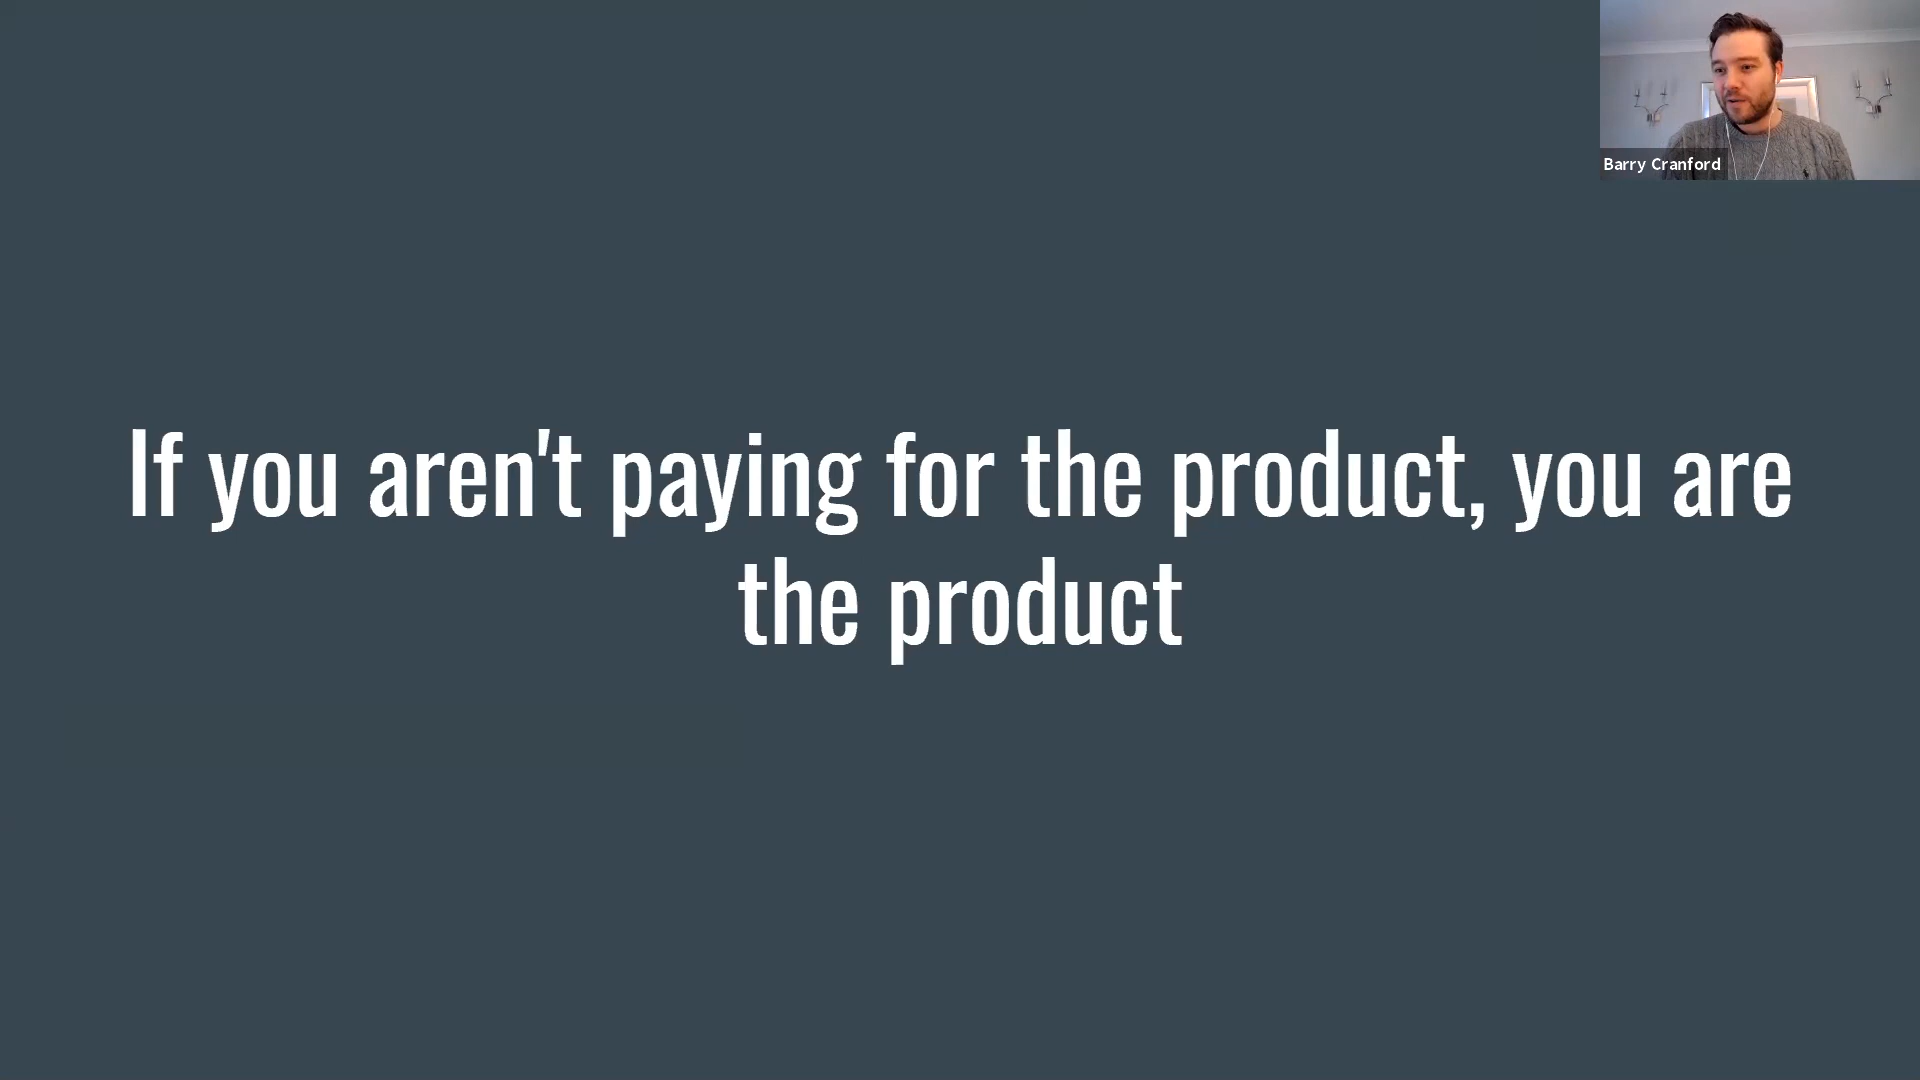 Barry Cranford
If you aren't paying for the product, you are
the product